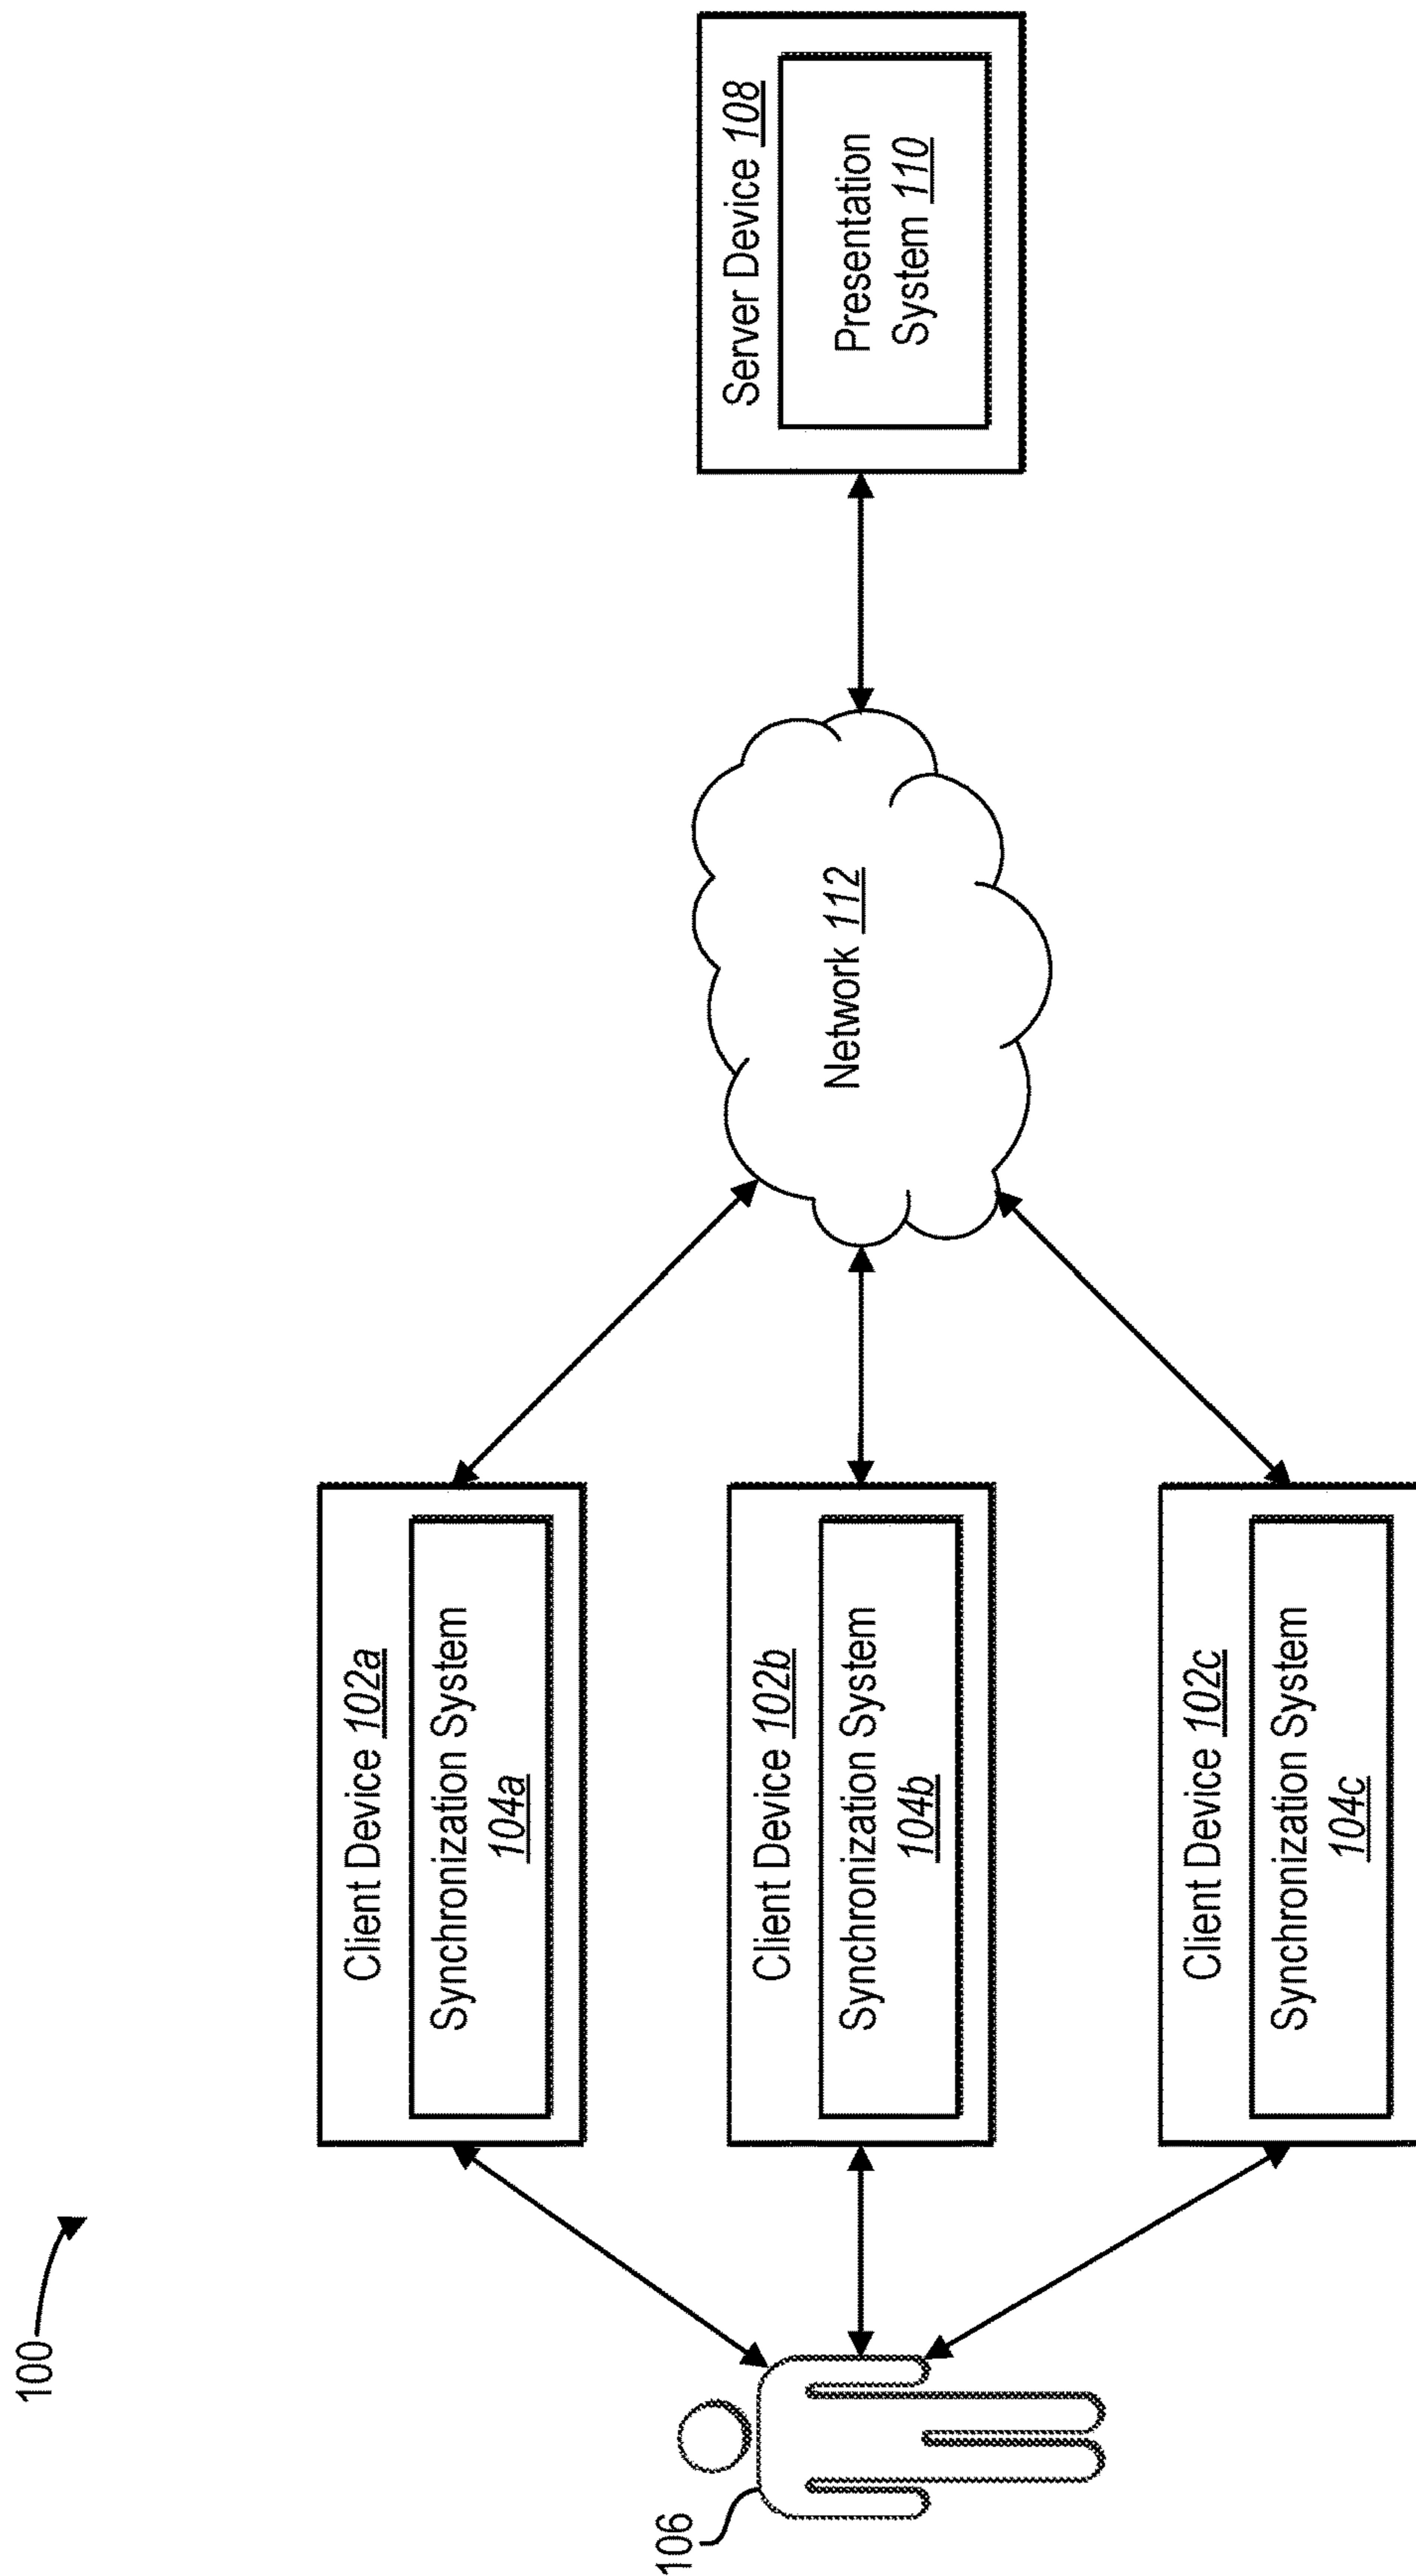 100
106
Client Device 102a
Synchronization System
104a
Client Device 102b
Synchronization System
104b
Client Device 102c
Synchronization System
104c
Network 112
Server Device 108
Presentation
System 110